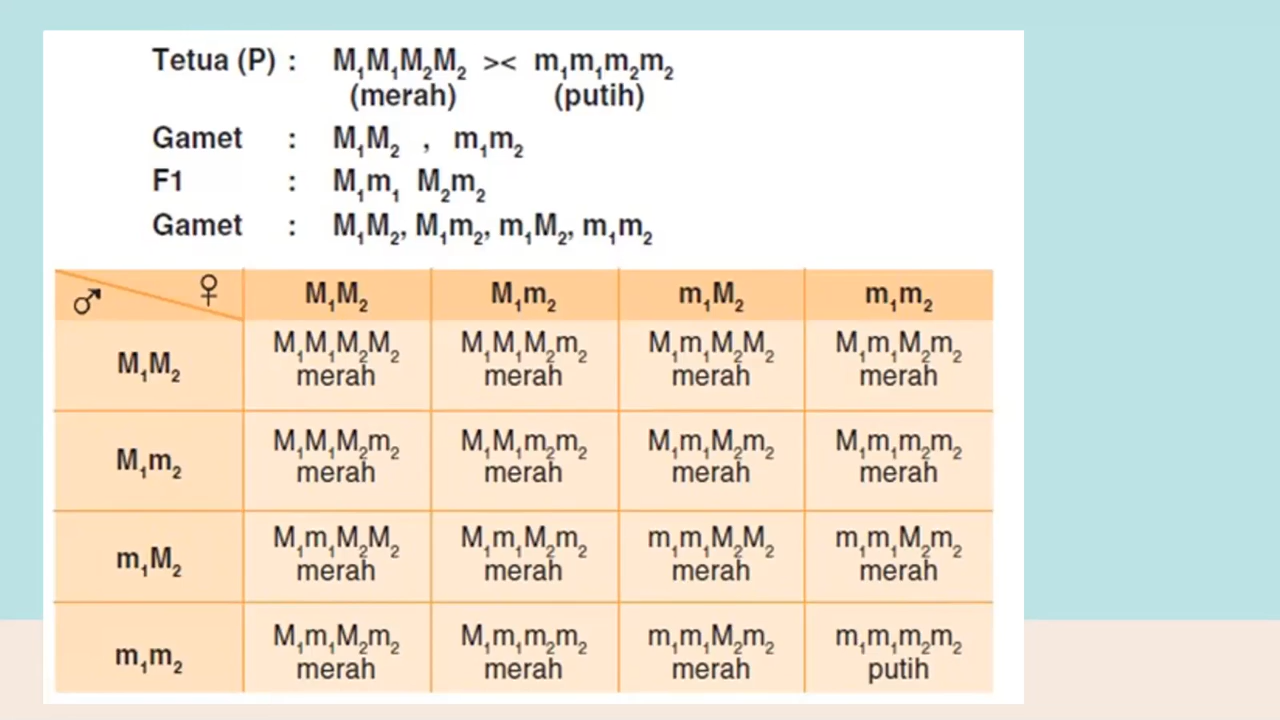 Tetua (P) : M₁M₁M₂M₂ >< m₁m₁m₂m₂
(merah) (putih)
Gamet : M₁M₂ , m₁m₂
F1 : M₁m₁ M₂m₂
Gamet : M₁M₂, M₁m₂, m₁M₂, m₁m₂
♂ ♀ M₁M₂ M₁m₂ m₁M₂ m₁m₂
M₁M₂ M₁M₁M₂M₂ M₁M₁M₂m₂ M₁m₁M₂M₂ M₁m₁M₂m₂
merah merah merah merah
M₁m₂ M₁M₁M₂m₂ M₁M₁m₂m₂ M₁m₁M₂m₂ M₁m₁m₂m₂
merah merah merah merah
m₁M₂ M₁m₁M₂M₂ M₁m₁M₂m₂ m₁m₁M₂M₂ m₁m₁M₂m₂
merah merah merah merah
m₁m₂ M₁m₁M₂m₂ M₁m₁m₂m₂ m₁m₁M₂m₂ m₁m₁m₂m₂
merah merah merah putih